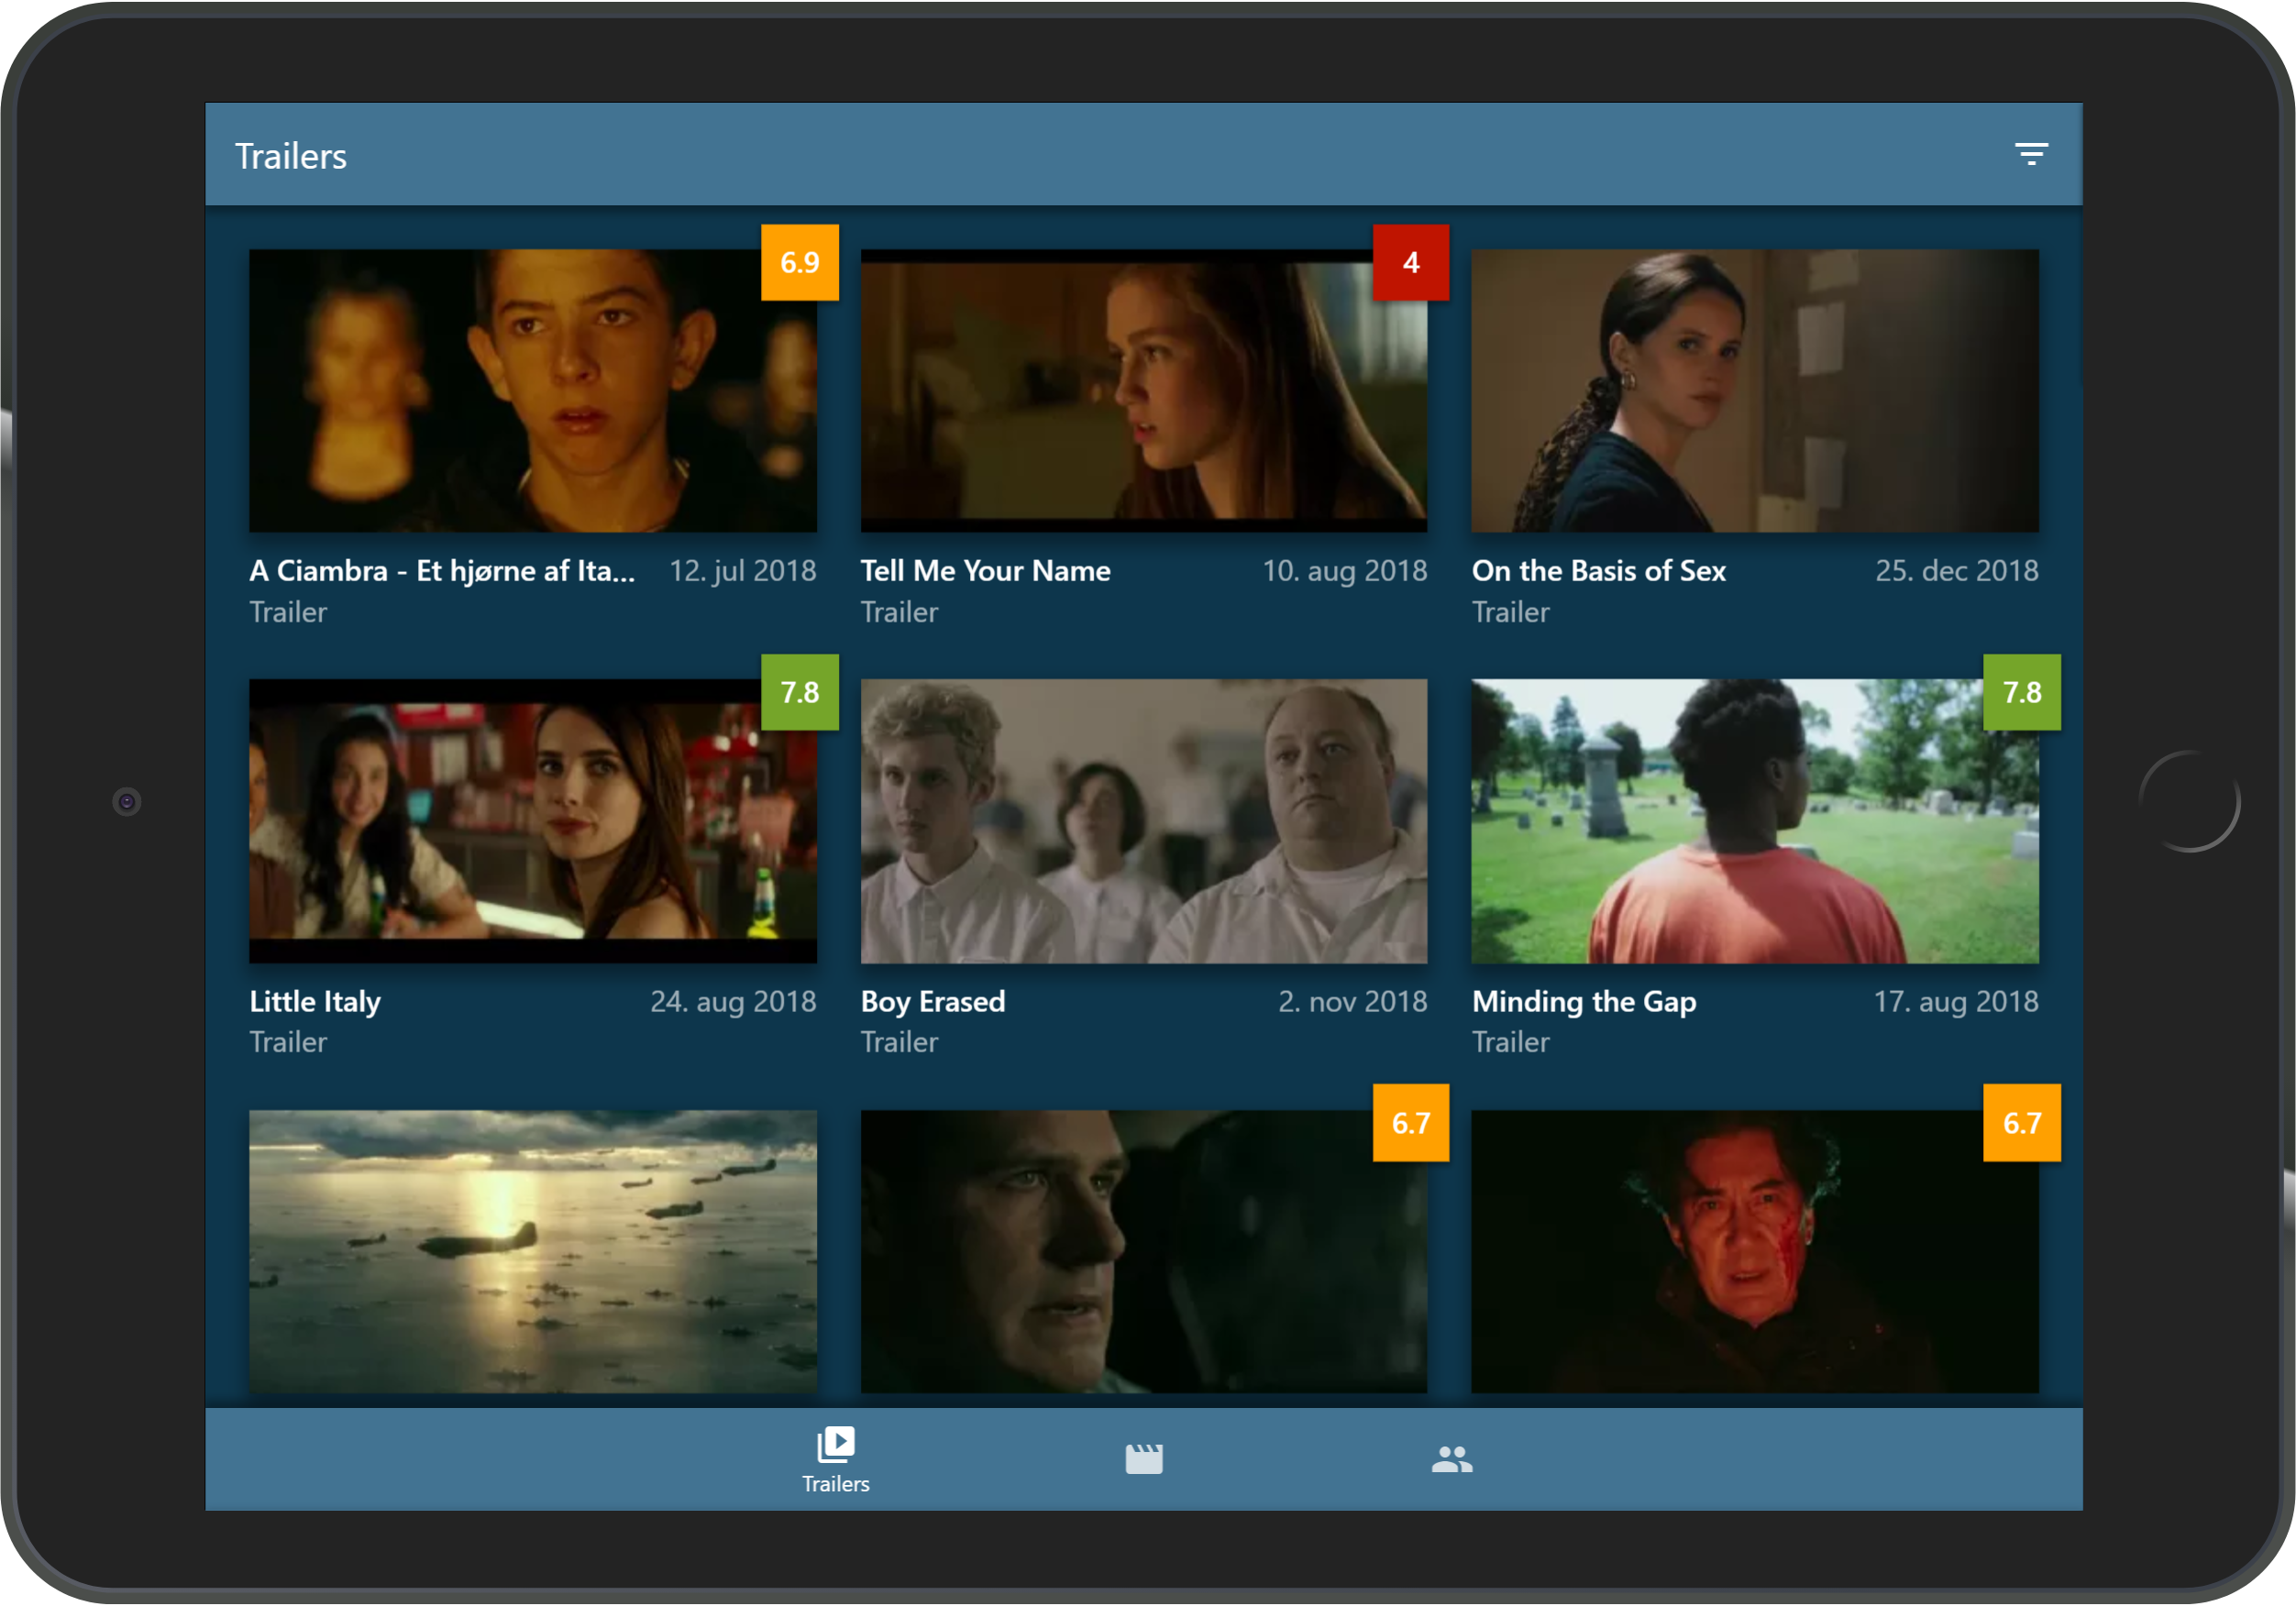 Trailers
6.9
4
A Ciambra - Et hjørne af Ita... 12. jul 2018
Trailer
Tell Me Your Name 10. aug 2018
Trailer
On the Basis of Sex 25. dec 2018
Trailer
7.8
7.8
Little Italy 24. aug 2018
Trailer
Boy Erased 2. nov 2018
Trailer
Minding the Gap 17. aug 2018
Trailer
6.7
6.7
Trailers